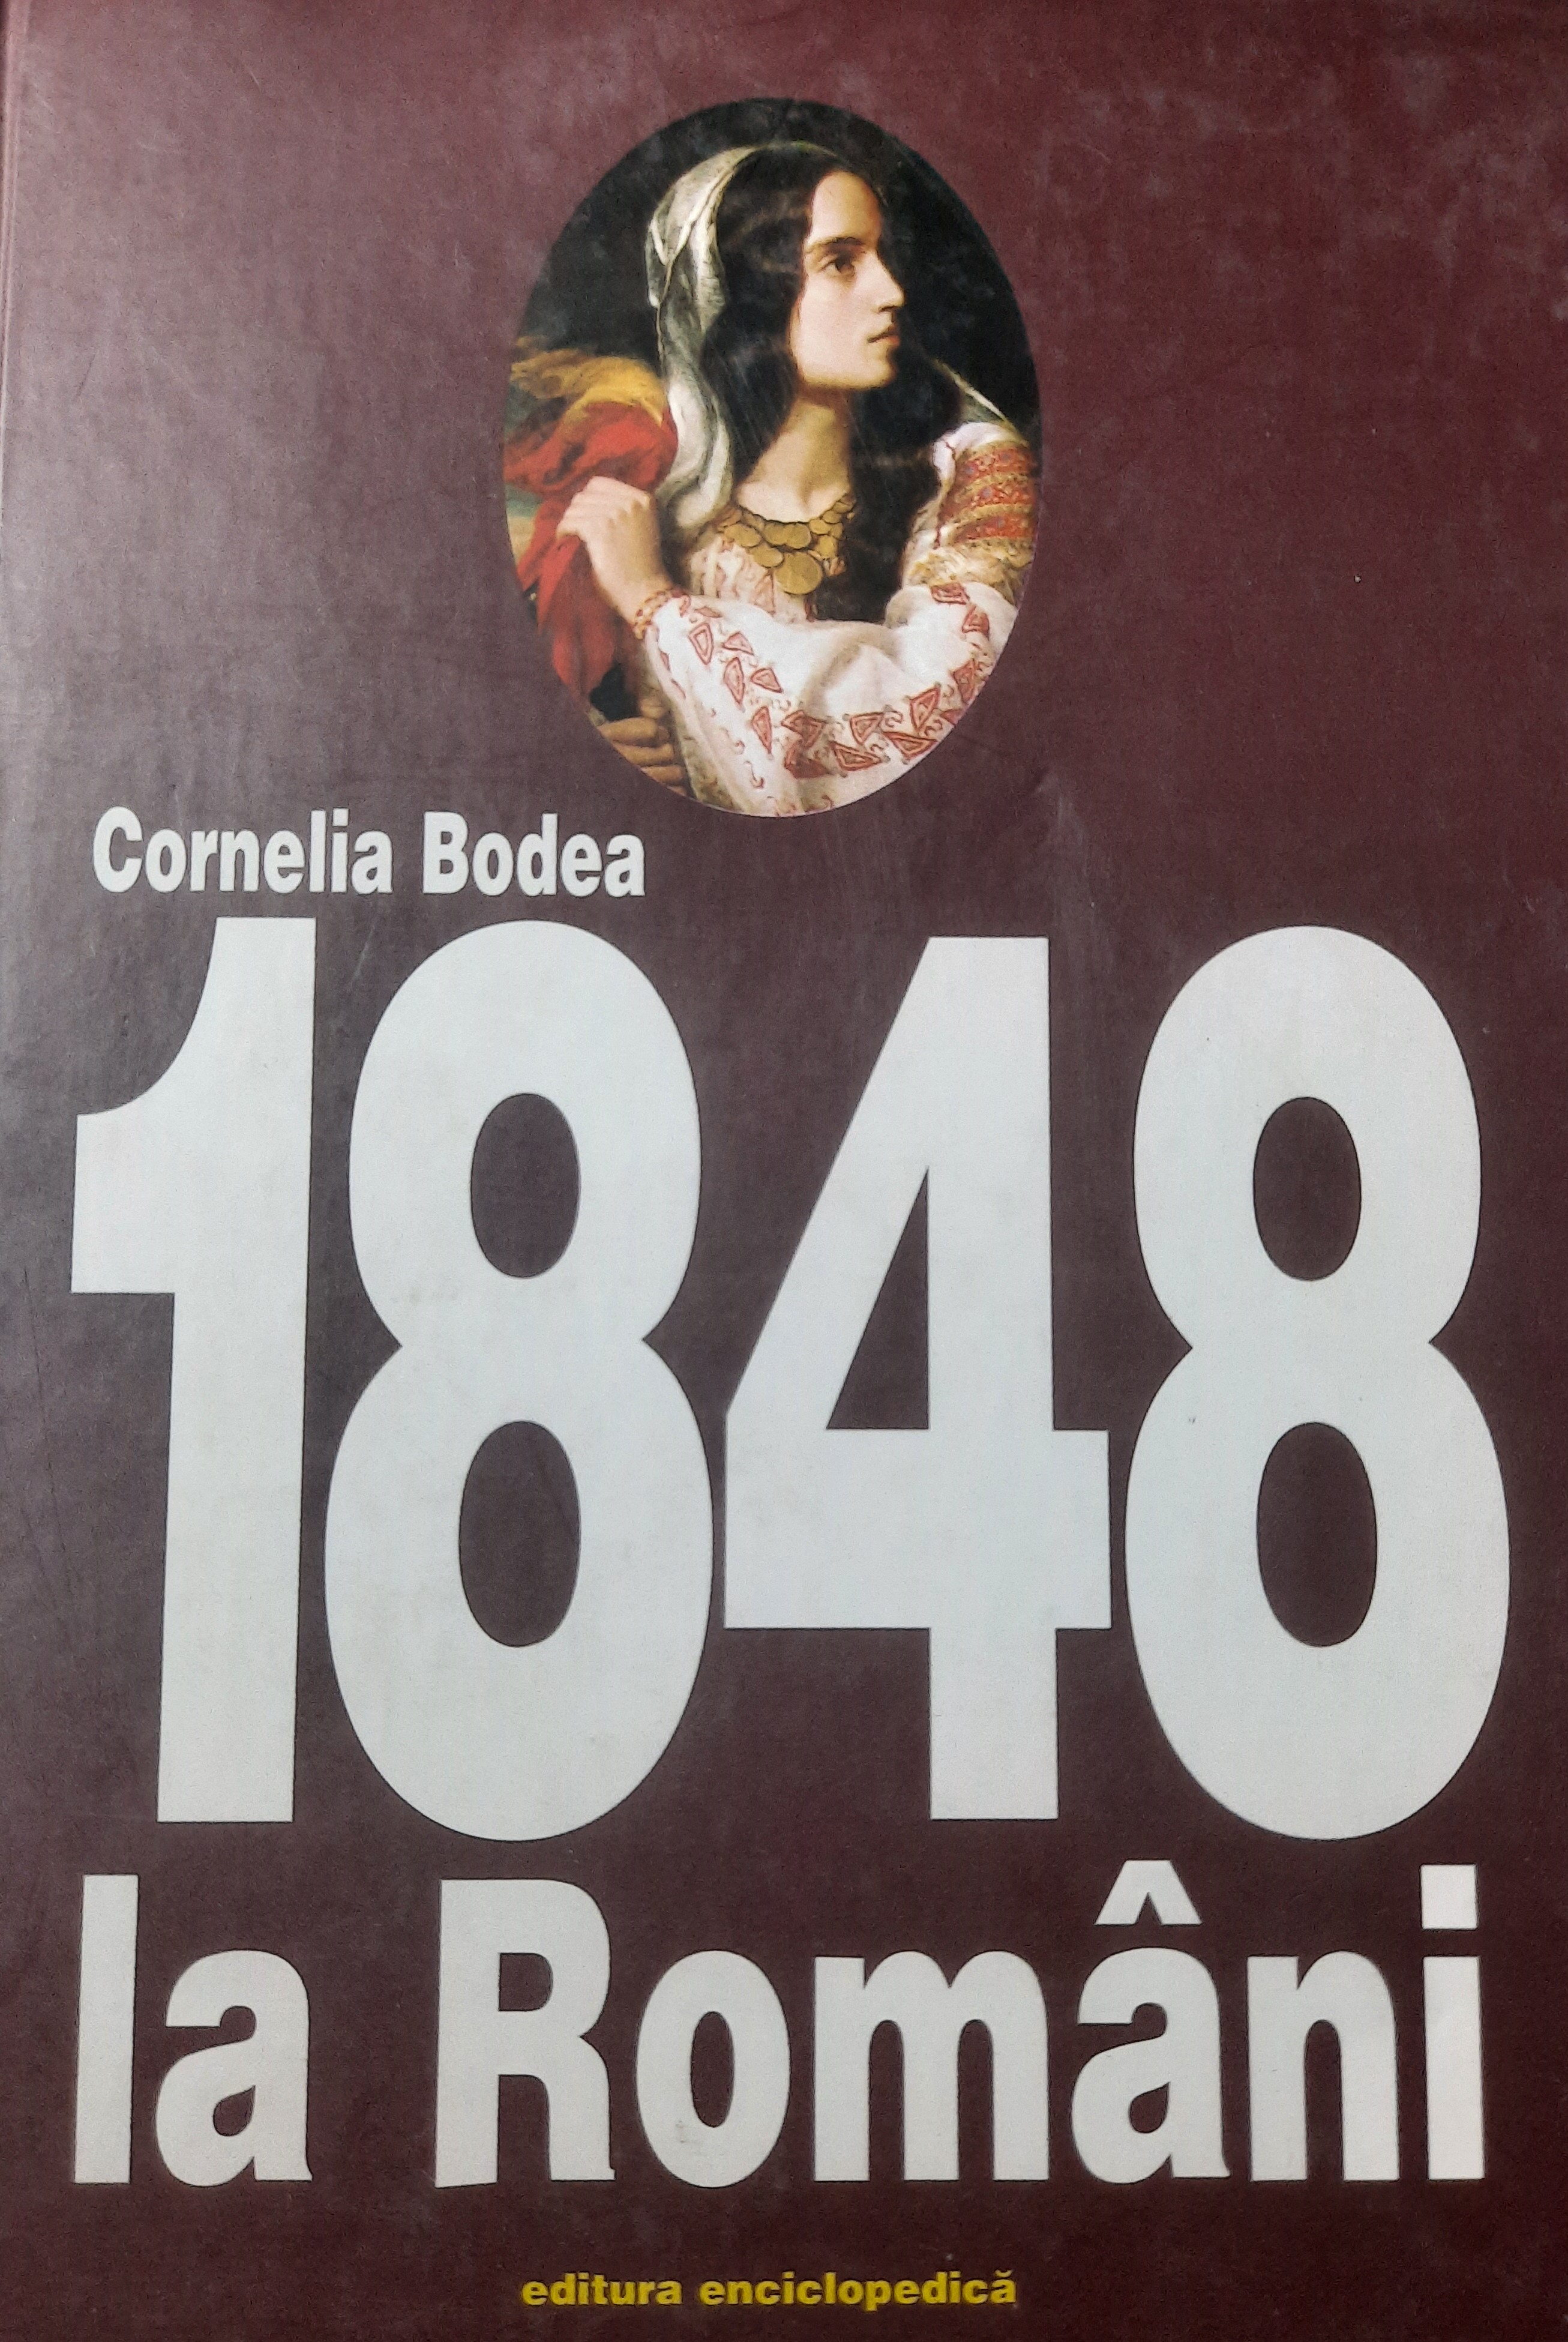 Cornelia Bodea
1848
la Români
editura enciclopedică